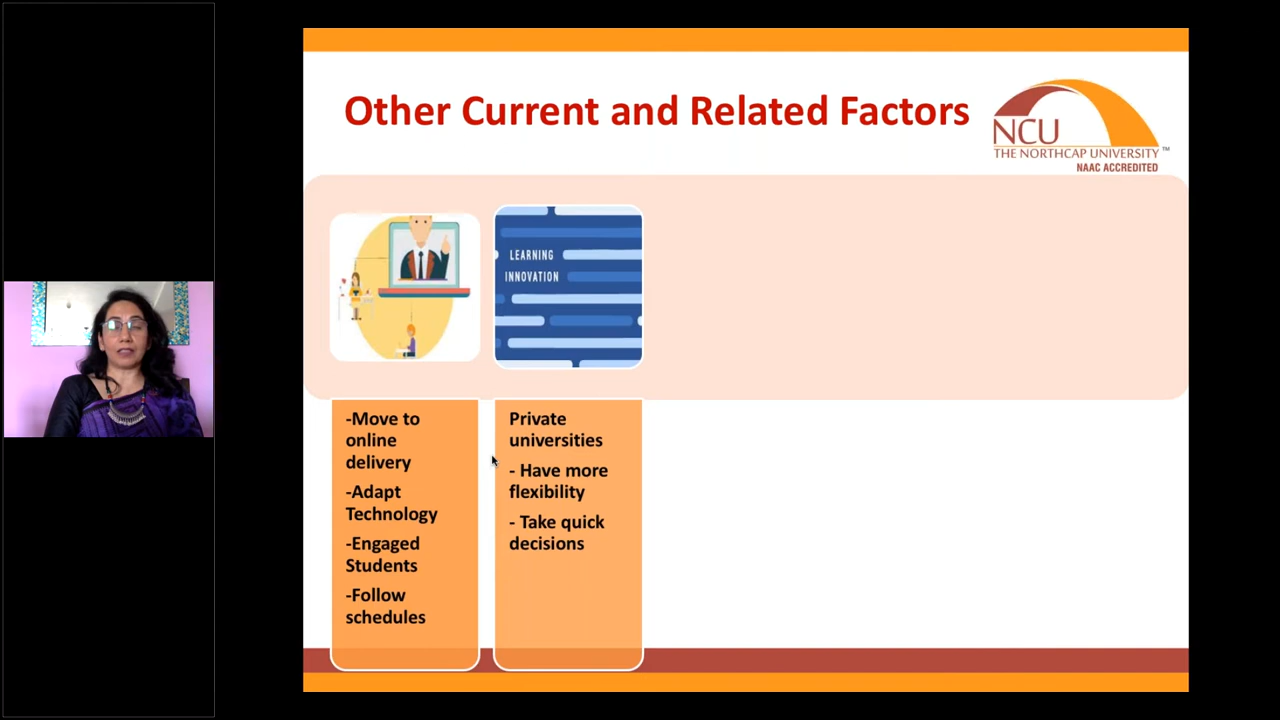 Other Current and Related Factors
NCU
THE NORTHCAP UNIVERSITY™
NAAC ACCREDITED
LEARNING
INNOVATION
-Move to
online
delivery
-Adapt
Technology
-Engaged
Students
-Follow
schedules
Private
universities
- Have more
flexibility
- Take quick
decisions